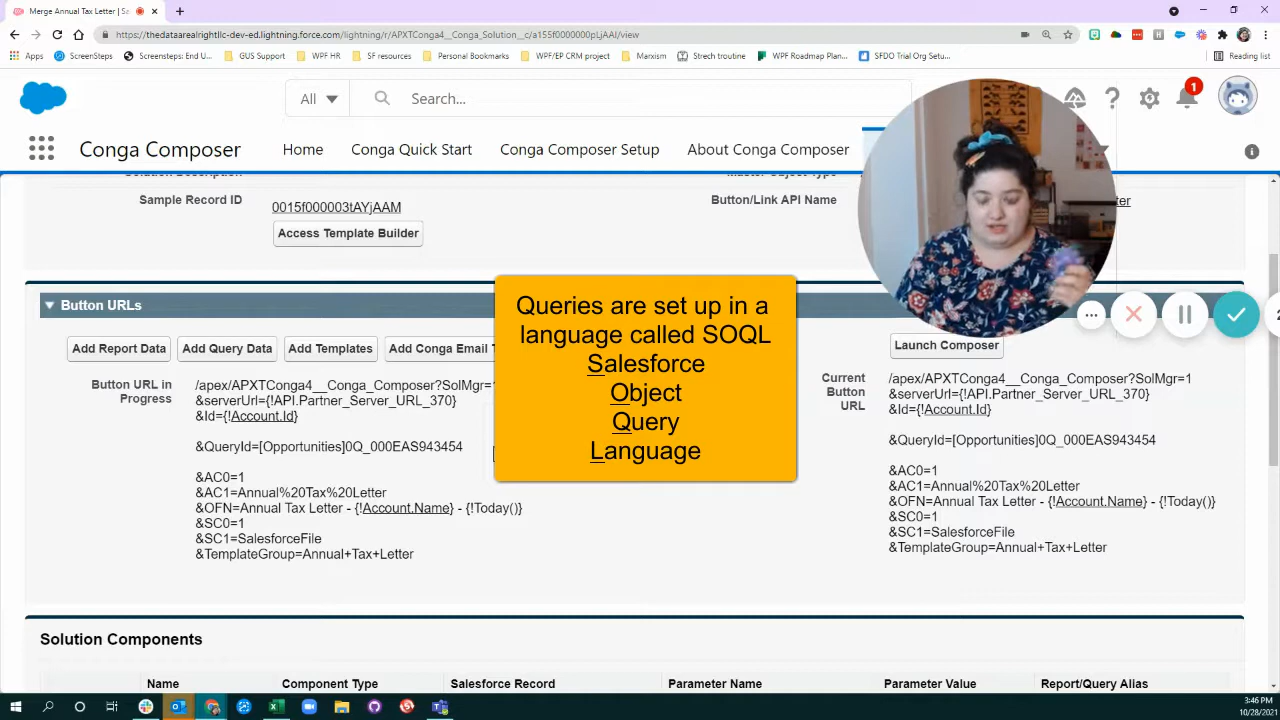 Merge Annual Tax Letter | Sa
https://thedataarealrightllc-dev-ed.lightning.force.com/lightning/r/APXTConga4__Conga_Solution__c/a155f0000000pLjAAI/view
Apps
ScreenSteps
Screensteps: End U...
GUS Support
WPF HR
SF resources
Personal Bookmarks
WPF/EP CRM project
Marxism
Strech troutine
WPF Roadmap Plan...
SFDO Trial Org Setu...
Reading list
All
Search...
1
Conga Composer
Home
Conga Quick Start
Conga Composer Setup
About Conga Composer
Solution Description
Master Object Type
Sample Record ID
0015f000003tAYjAAM
Button/Link API Name
ter
Access Template Builder
Queries are set up in a
language called SOQL
Salesforce
Object
Query
Language
Button URLs
Add Report Data
Add Query Data
Add Templates
Add Conga Email T
Launch Composer
Button URL in
Progress
/apex/APXTConga4__Conga_Composer?SolMgr=1
&serverUrl={!API.Partner_Server_URL_370}
&Id={!Account.Id}
&QueryId=[Opportunities]0Q_000EAS943454
&AC0=1
&AC1=Annual%20Tax%20Letter
&OFN=Annual Tax Letter - {!Account.Name} - {!Today()}
&SC0=1
&SC1=SalesforceFile
&TemplateGroup=Annual+Tax+Letter
Current
Button
URL
/apex/APXTConga4__Conga_Composer?SolMgr=1
&serverUrl={!API.Partner_Server_URL_370}
&Id={!Account.Id}
&QueryId=[Opportunities]0Q_000EAS943454
&AC0=1
&AC1=Annual%20Tax%20Letter
&OFN=Annual Tax Letter - {!Account.Name} - {!Today()}
&SC0=1
&SC1=SalesforceFile
&TemplateGroup=Annual+Tax+Letter
Solution Components
Name
Component Type
Salesforce Record
Parameter Name
Parameter Value
Report/Query Alias
3:46 PM
10/28/2021